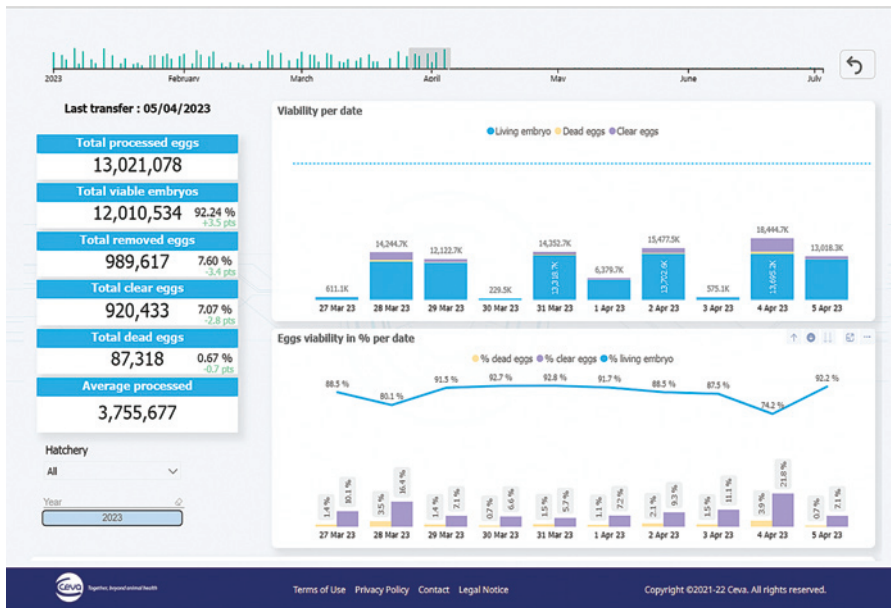 2023 February March April May June July
Last transfer : 05/04/2023
Total processed eggs
13,021,078
Total viable embryos
12,010,534 92.24 %
+3.5 pts
Total removed eggs
989,617 7.60 %
-3.4 pts
Total clear eggs
920,433 7.07 %
-2.8 pts
Total dead eggs
87,318 0.67 %
-0.7 pts
Average processed
3,755,677
Hatchery
All
Year
2023
Viability per date
Living embryo Dead eggs Clear eggs
611.1K 14,244.7K 12,122.7K 229.5K 14,352.7K 6,379.7K 15,477.5K 575.1K 18,444.7K 13,018.3K
13,318.7K 13,702.6K 13,695.2K
27 Mar 23 28 Mar 23 29 Mar 23 30 Mar 23 31 Mar 23 1 Apr 23 2 Apr 23 3 Apr 23 4 Apr 23 5 Apr 23
Eggs viability in % per date
% dead eggs % clear eggs % living embryo
88.5 % 80.1 % 91.5 % 92.7 % 92.8 % 91.7 % 88.5 % 87.5 % 74.2 % 92.2 %
1.4 % 10.1 % 3.5 % 16.4 % 1.4 % 7.1 % 0.7 % 6.6 % 1.5 % 5.7 % 1.1 % 7.2 % 2.1 % 9.3 % 1.5 % 11.1 % 3.9 % 21.8 % 0.7 % 7.1 %
27 Mar 23 28 Mar 23 29 Mar 23 30 Mar 23 31 Mar 23 1 Apr 23 2 Apr 23 3 Apr 23 4 Apr 23 5 Apr 23
Ceva Together, beyond animal health
Terms of Use Privacy Policy Contact Legal Notice
Copyright ©2021-22 Ceva. All rights reserved.